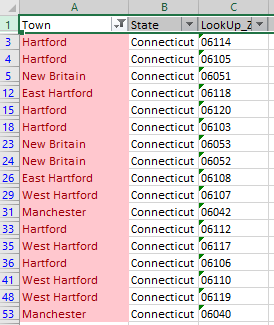 A B C
1 Town State LookUp_Z
3 Hartford Connecticut 06114
4 Hartford Connecticut 06105
5 New Britain Connecticut 06051
12 East Hartford Connecticut 06118
15 Hartford Connecticut 06120
18 Hartford Connecticut 06103
23 New Britain Connecticut 06053
24 New Britain Connecticut 06052
26 East Hartford Connecticut 06108
29 West Hartford Connecticut 06107
31 Manchester Connecticut 06042
33 Hartford Connecticut 06112
35 West Hartford Connecticut 06117
36 Hartford Connecticut 06106
41 West Hartford Connecticut 06110
48 West Hartford Connecticut 06119
53 Manchester Connecticut 06040